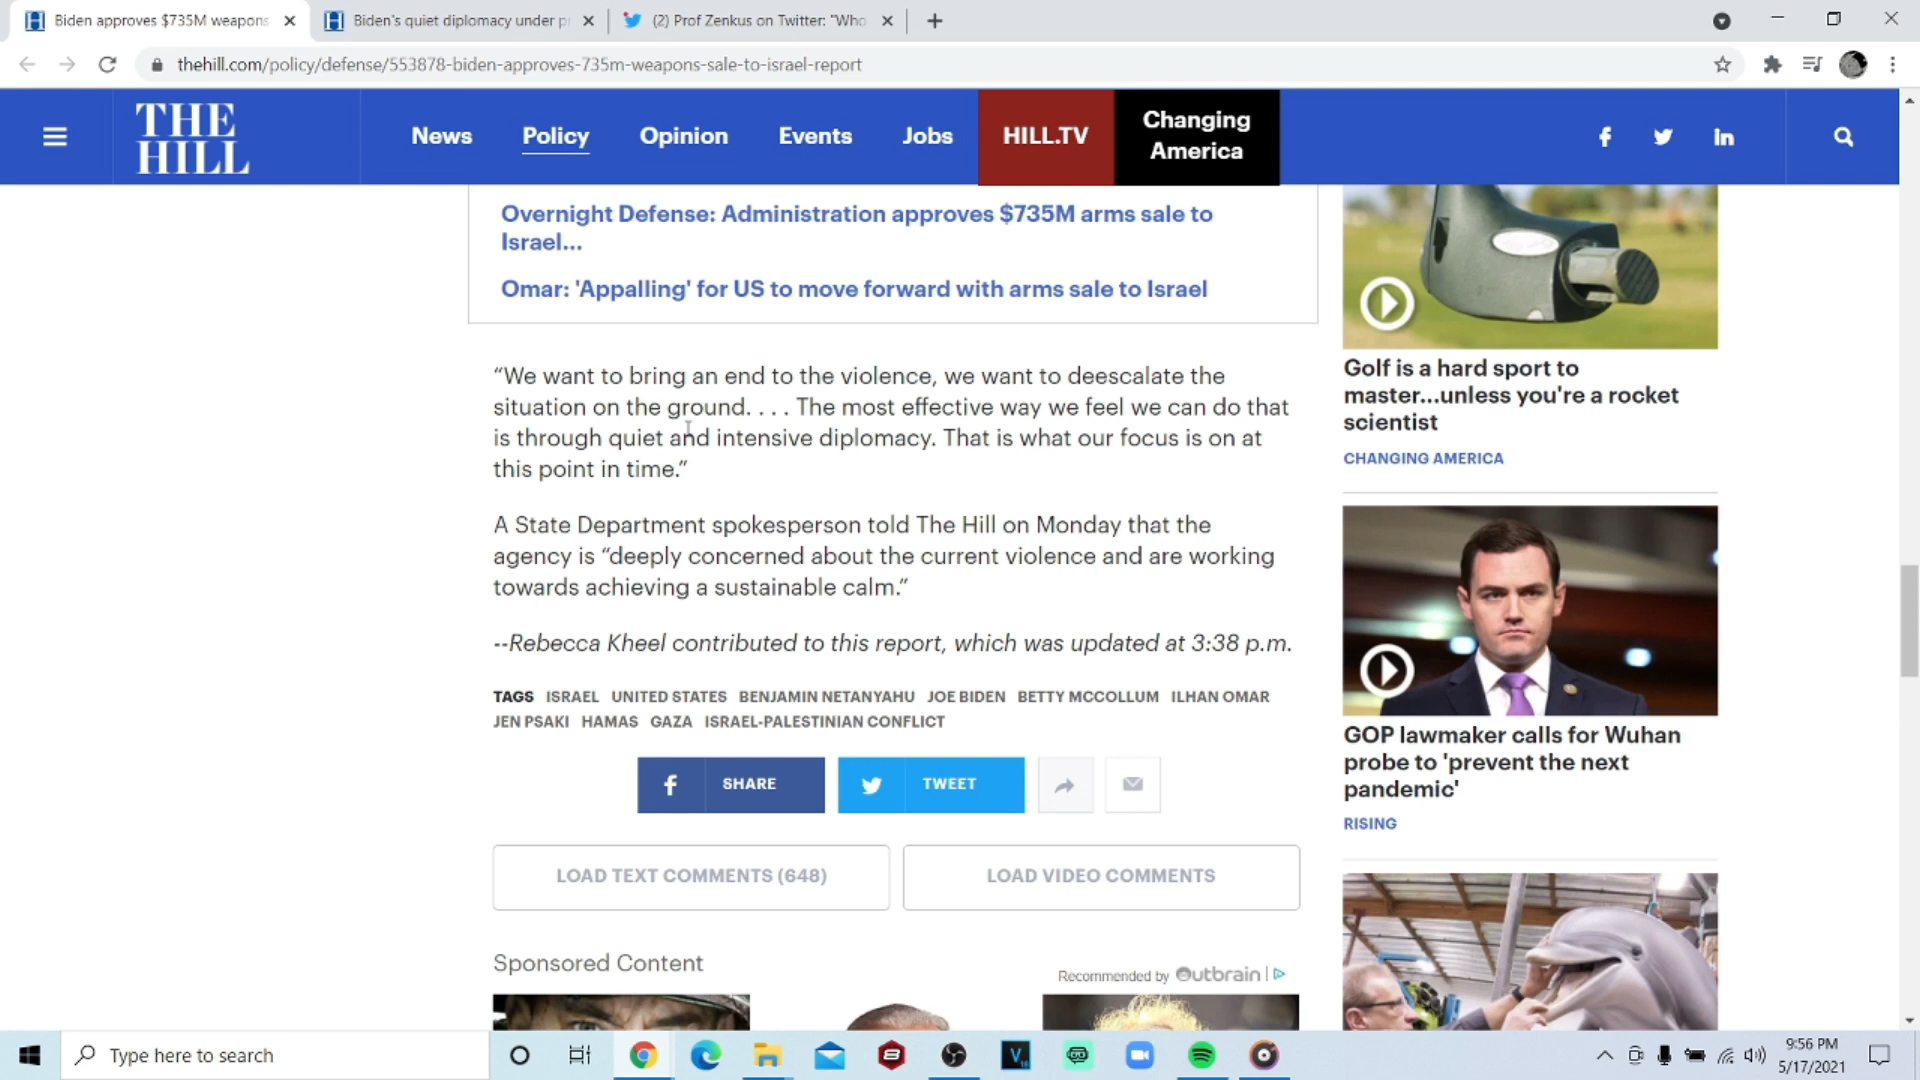 Biden approves $735M weapons
Biden's quiet diplomacy under pr
(2) Prof Zenkus on Twitter: "Who
thehill.com/policy/defense/553878-biden-approves-735m-weapons-sale-to-israel-report
THE
HILL
News
Policy
Opinion
Events
Jobs
HILL.TV
Changing
America
Overnight Defense: Administration approves $735M arms sale to
Israel...
Omar: 'Appalling' for US to move forward with arms sale to Israel
“We want to bring an end to the violence, we want to deescalate the
situation on the ground. . . . The most effective way we feel we can do that
is through quiet and intensive diplomacy. That is what our focus is on at
this point in time.”
A State Department spokesperson told The Hill on Monday that the
agency is “deeply concerned about the current violence and are working
towards achieving a sustainable calm.”
--Rebecca Kheel contributed to this report, which was updated at 3:38 p.m.
TAGS ISRAEL UNITED STATES BENJAMIN NETANYAHU JOE BIDEN BETTY MCCOLLUM ILHAN OMAR
JEN PSAKI HAMAS GAZA ISRAEL-PALESTINIAN CONFLICT
SHARE
TWEET
LOAD TEXT COMMENTS (648)
LOAD VIDEO COMMENTS
Sponsored Content
Recommended by Outbrain
Golf is a hard sport to
master...unless you're a rocket
scientist
CHANGING AMERICA
GOP lawmaker calls for Wuhan
probe to 'prevent the next
pandemic'
RISING
Type here to search
9:56 PM
5/17/2021